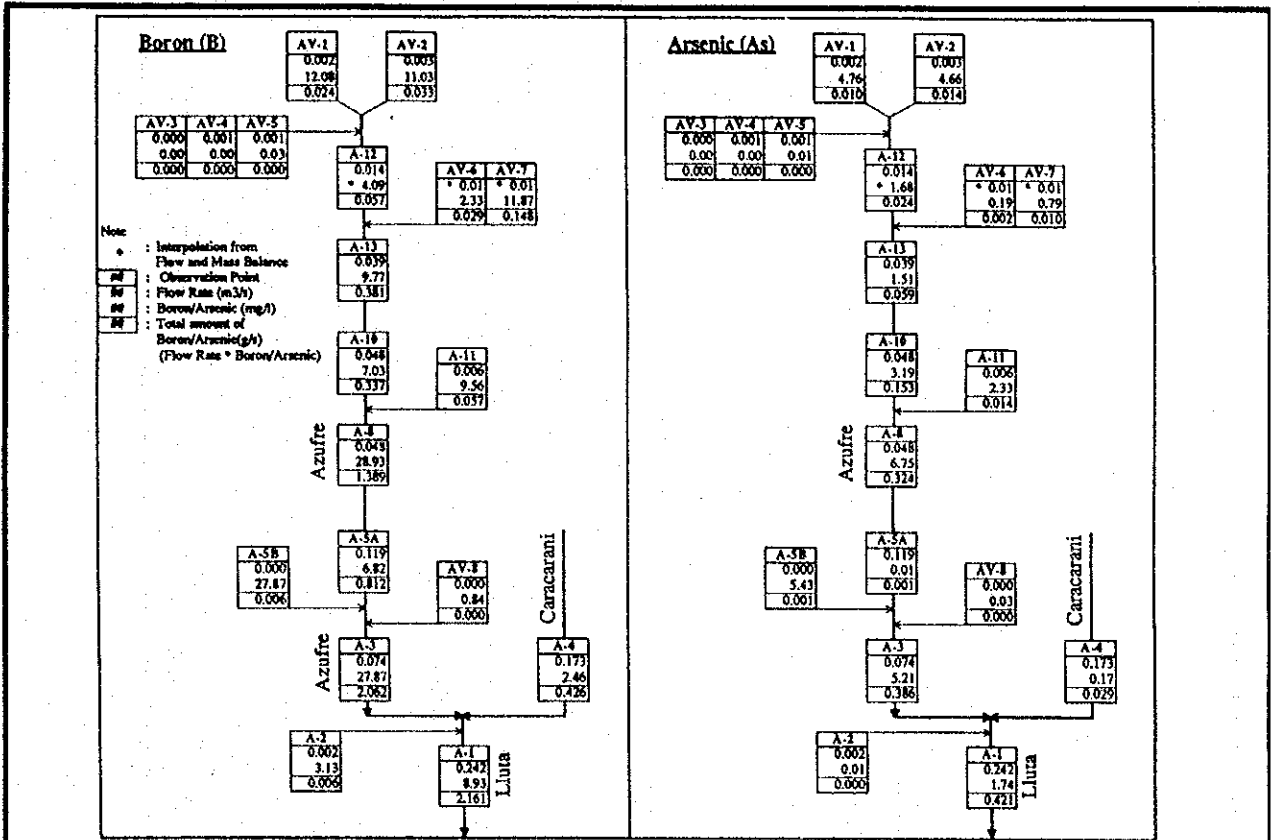 Boron (B)
AV-1
0.002
12.08
0.024
AV-2
0.003
11.03
0.033
AV-3 AV-4 AV-5
0.000 0.001 0.001
0.00 0.00 0.03
0.000 0.000 0.000
A-12
0.014
* 4.09
0.057
AV-6 AV-7
* 0.01 * 0.01
2.33 11.87
0.029 0.148
Note
* : Interpolation from
Flow and Mass Balance
## : Observation Point
## : Flow Rate (m3/s)
## : Boron/Arsenic (mg/l)
## : Total amount of
Boron/Arsenic(g/s)
(Flow Rate * Boron/Arsenic)
A-13
0.039
9.77
0.381
A-10
0.048
7.03
0.337
A-11
0.006
9.56
0.057
Azufre
A-8
0.048
28.93
1.389
A-5A
0.119
6.82
0.812
A-5B
0.000
27.87
0.006
AV-8
0.000
0.84
0.000
Caracarani
Azufre
A-3
0.074
27.87
2.062
A-4
0.173
2.46
0.426
A-2
0.002
3.13
0.006
A-1
0.242
8.93
2.161
Lluta
Arsenic (As)
AV-1
0.002
4.76
0.010
AV-2
0.003
4.66
0.014
AV-3 AV-4 AV-5
0.000 0.001 0.001
0.00 0.00 0.01
0.000 0.000 0.000
A-12
0.014
* 1.68
0.024
AV-6 AV-7
* 0.01 * 0.01
0.19 0.79
0.002 0.010
A-13
0.039
1.51
0.059
A-10
0.048
3.19
0.153
A-11
0.006
2.33
0.014
Azufre
A-8
0.048
6.75
0.324
A-5A
0.119
0.01
0.001
A-5B
0.000
5.43
0.001
AV-8
0.000
0.03
0.000
Caracarani
A-3
0.074
5.21
0.386
A-4
0.173
0.17
0.029
A-2
0.002
0.01
0.000
A-1
0.242
1.74
0.421
Lluta